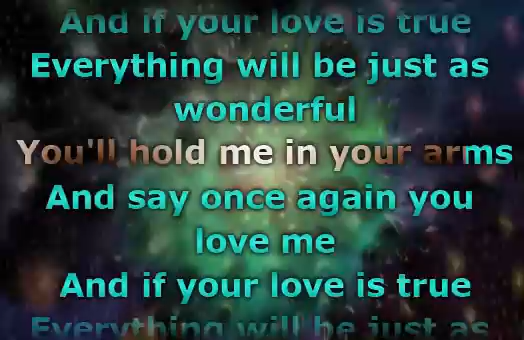 And if your love is true
Everything will be just as
wonderful
You'll hold me in your arms
And say once again you
love me
And if your love is true
Everything will be just as